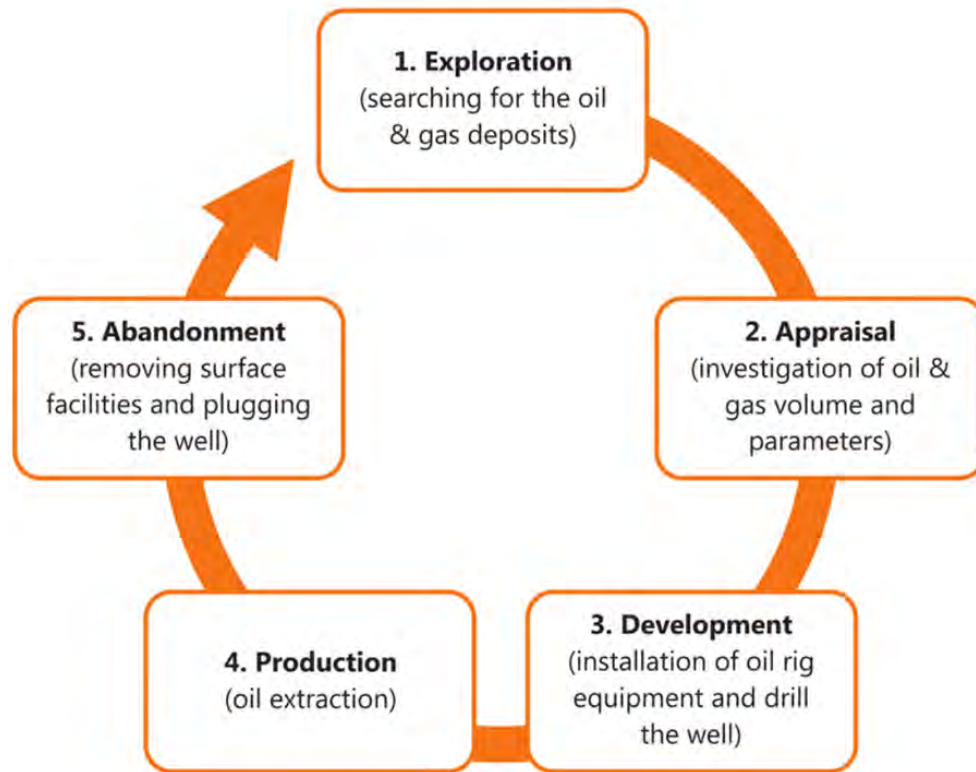 1. Exploration
(searching for the oil
& gas deposits)
2. Appraisal
(investigation of oil &
gas volume and
parameters)
3. Development
(installation of oil rig
equipment and drill
the well)
4. Production
(oil extraction)
5. Abandonment
(removing surface
facilities and plugging
the well)